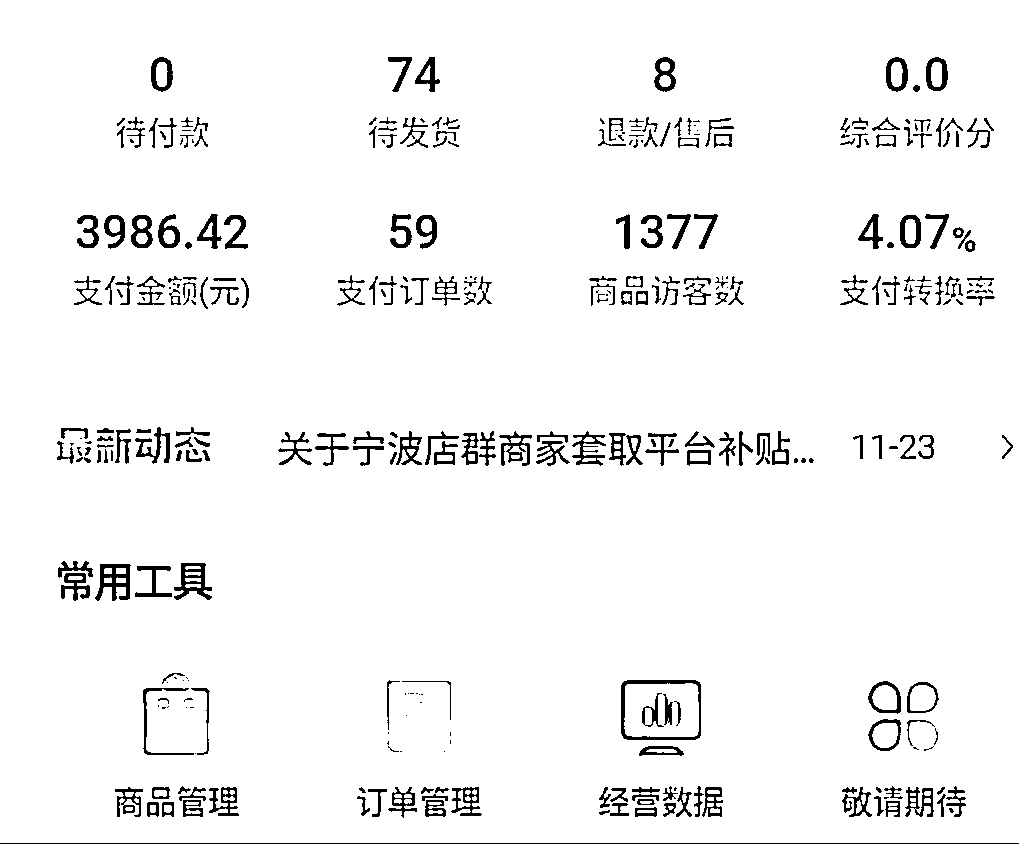 0 74 8 0.0
待付款 待发货 退款/售后 综合评价分
3986.42 59 1377 4.07%
支付金额(元) 支付订单数 商品访客数 支付转换率
最新动态 关于宁波店群商家套取平台补贴... 11-23
常用工具
商品管理 订单管理 经营数据 敬请期待